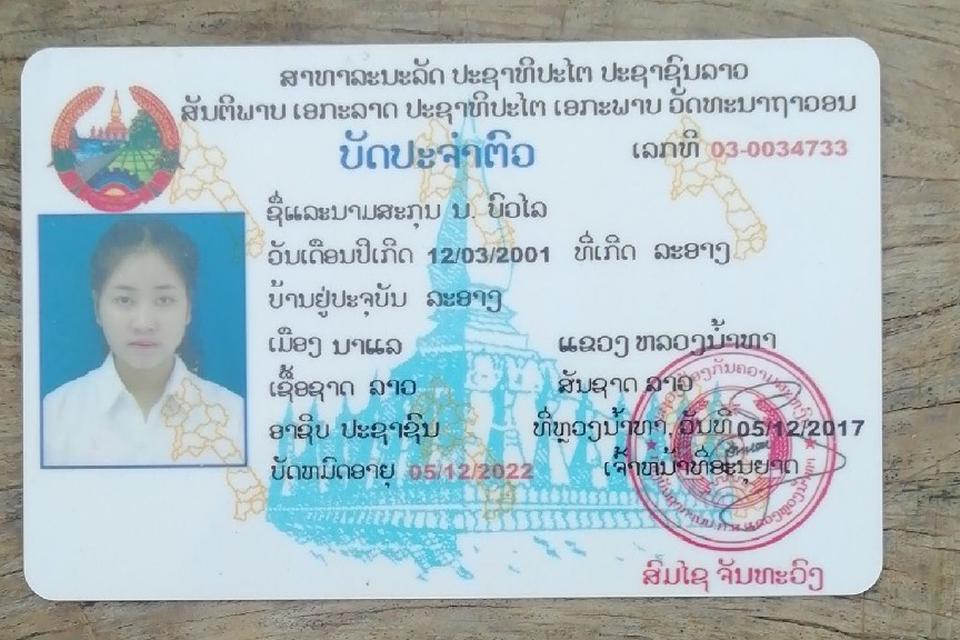 ສາທາລະນະລັດ ປະຊາທິປະໄຕ ປະຊາຊົນລາວ
ສັນຕິພາບ ເອກະລາດ ປະຊາທິປະໄຕ ເອກະພາບ ວັດທະນາຖາວອນ
ບັດປະຈຳຕົວ
ເລກທີ 03-0034733
ຊື່ແລະນາມສະກຸນ ນ. ບົວໄລ
ວັນເດືອນປີເກີດ 12/03/2001 ທີ່ເກີດ ລະອາງ
ບ້ານຢູ່ປະຈຸບັນ ລະອາງ
ເມືອງ ນາແລ ແຂວງ ຫລວງນ້ຳທາ
ເຊື້ອຊາດ ລາວ ສັນຊາດ ລາວ
ອາຊີບ ປະຊາຊົນ ທີ່ຫຼວງນ້ຳທາ, ວັນທີ 05/12/2017
ບັດຫມົດອາຍຸ 05/12/2022 ເຈົ້າຫນ້າທີ່ອະນຸຍາດ
ສົມໄຊ ຈັນທະວົງ